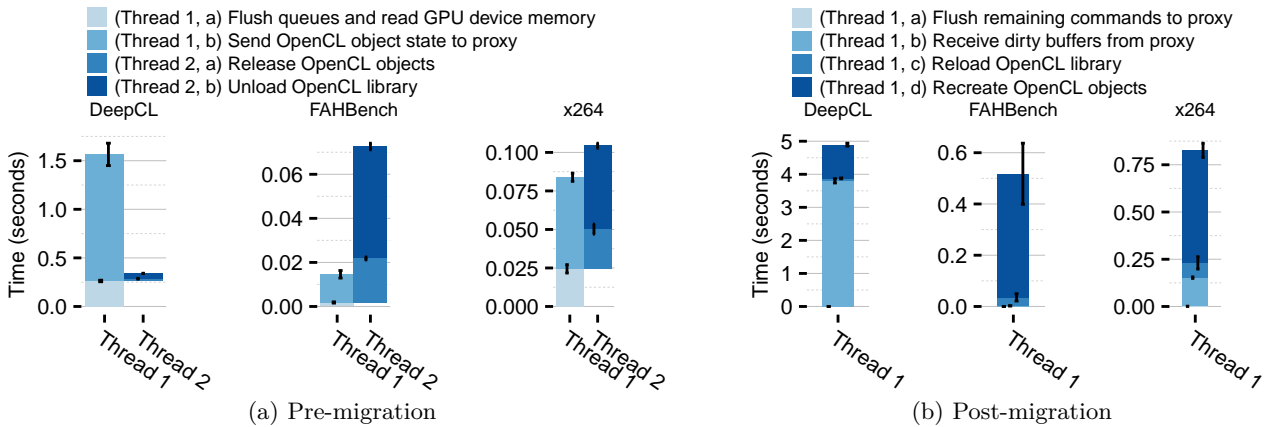 (Thread 1, a) Flush queues and read GPU device memory
(Thread 1, b) Send OpenCL object state to proxy
(Thread 2, a) Release OpenCL objects
(Thread 2, b) Unload OpenCL library
DeepCL
FAHBench
x264
Time (seconds)
1.5
1.0
0.5
0.0
Thread 1
Thread 2
0.06
0.04
0.02
0.00
Thread 1
Thread 2
0.100
0.075
0.050
0.025
0.000
Thread 1
Thread 2
(a) Pre-migration
(Thread 1, a) Flush remaining commands to proxy
(Thread 1, b) Receive dirty buffers from proxy
(Thread 1, c) Reload OpenCL library
(Thread 1, d) Recreate OpenCL objects
DeepCL
FAHBench
x264
Time (seconds)
5
4
3
2
1
0
Thread 1
0.6
0.4
0.2
0.0
Thread 1
0.75
0.50
0.25
0.00
Thread 1
(b) Post-migration